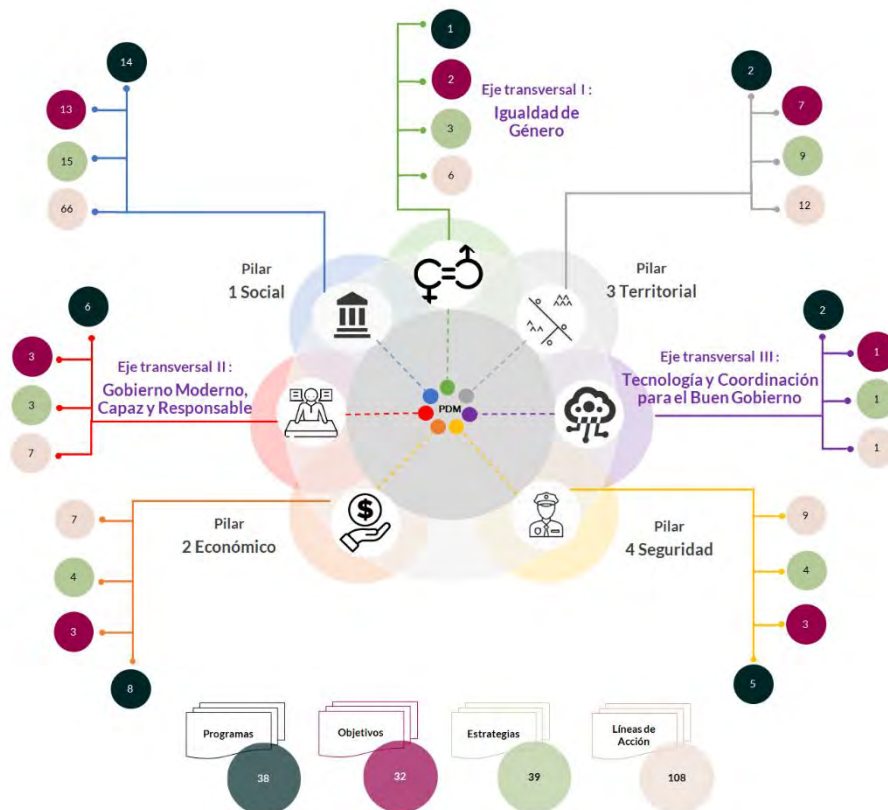 1
2
3
6
Eje transversal I :
Igualdad de
Género
14
13
15
66
2
7
9
12
Pilar
1 Social
Pilar
3 Territorial
6
3
3
7
Eje transversal II :
Gobierno Moderno,
Capaz y Responsable
PDM
Eje transversal III :
Tecnología y Coordinación
para el Buen Gobierno
2
1
1
1
7
4
3
8
Pilar
2 Económico
$
Pilar
4 Seguridad
9
4
3
5
Programas
38
Objetivos
32
Estrategias
39
Líneas de
Acción
108